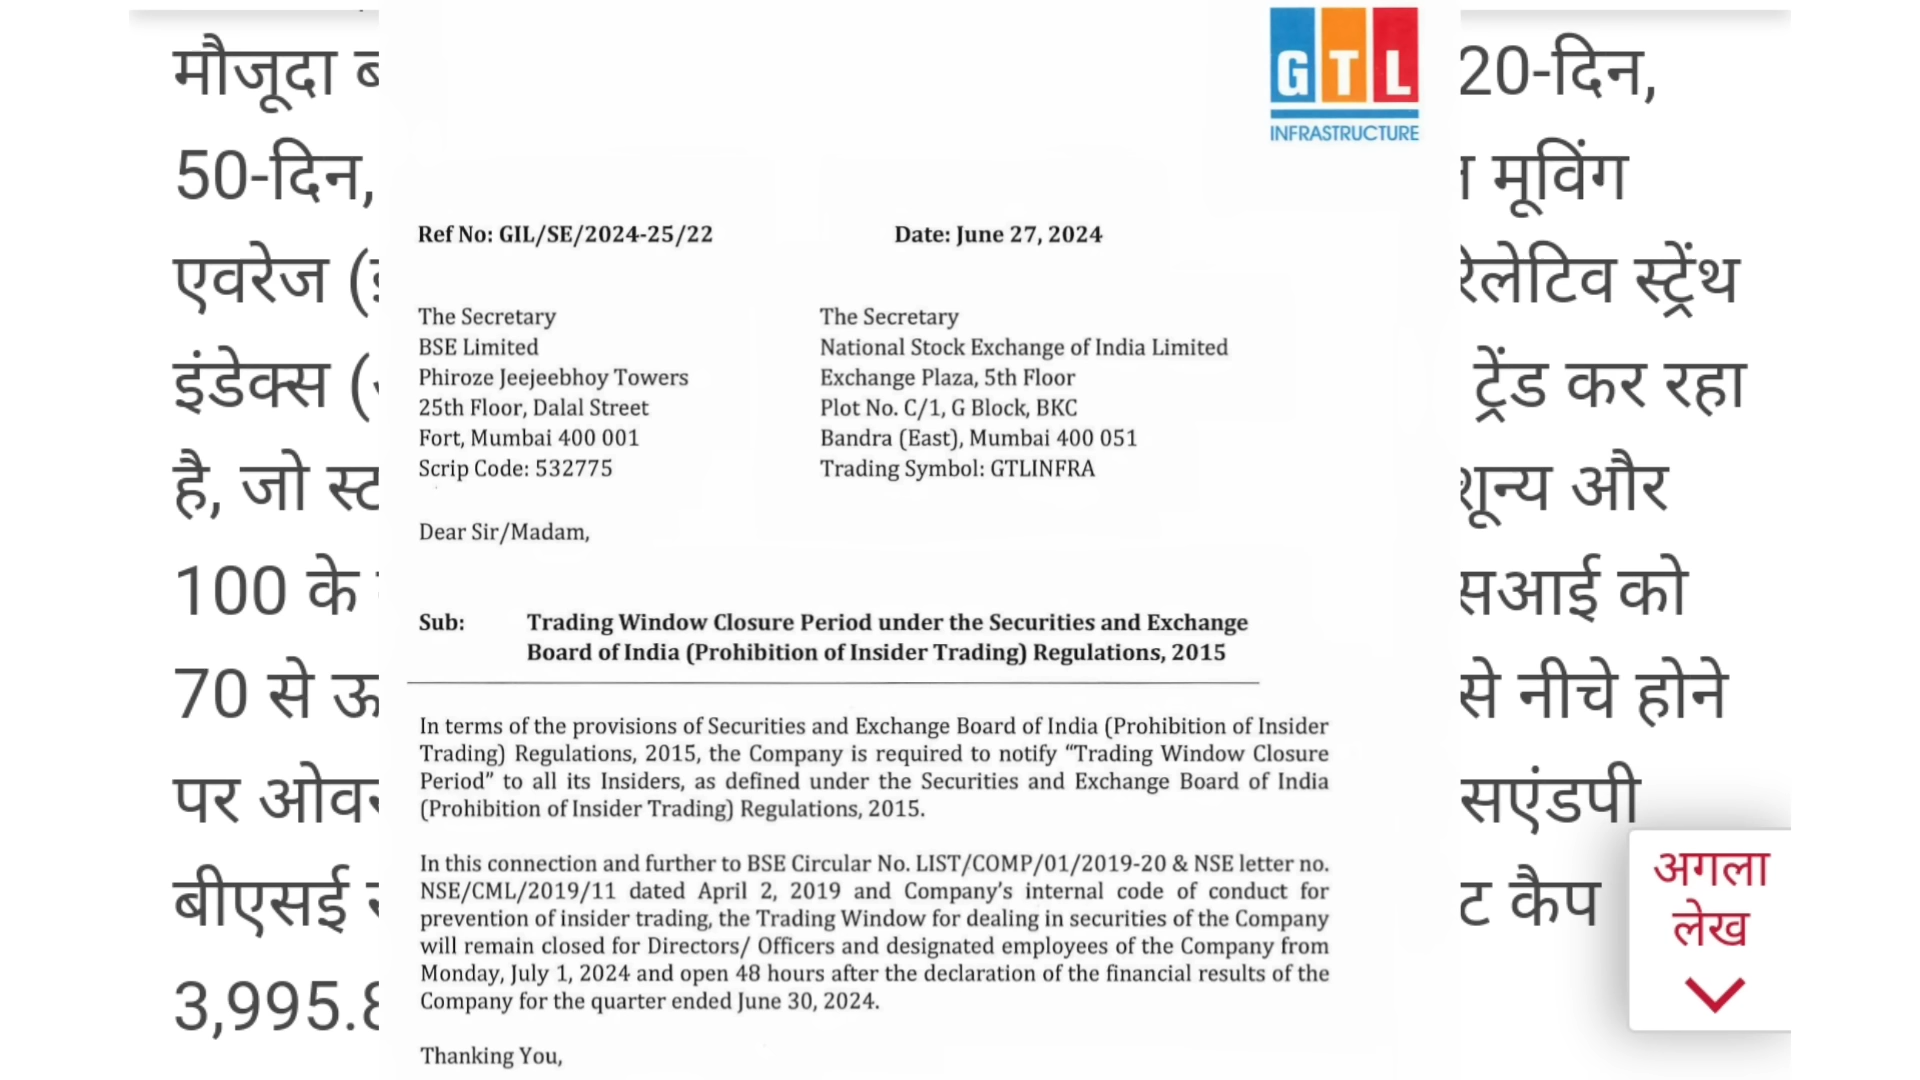 मौजूदा
20-दिन,
50-दिन,
मूविंग
एवरेज (
रेलेटिव स्ट्रेंथ
इंडेक्स (
ट्रेंड कर रहा
है, जो
शून्य और
100 के
को
70 से
से नीचे होने
पर
बीएसई
कैप
3,995.8
अगला
लेख
GTL
INFRASTRUCTURE
Ref No: GIL/SE/2024-25/22 Date: June 27, 2024
The Secretary
BSE Limited
Phiroze Jeejeebhoy Towers
25th Floor, Dalal Street
Fort, Mumbai 400 001
Scrip Code: 532775
The Secretary
National Stock Exchange of India Limited
Exchange Plaza, 5th Floor
Plot No. C/1, G Block, BKC
Bandra (East), Mumbai 400 051
Trading Symbol: GTLINFRA
Dear Sir/Madam,
Sub: Trading Window Closure Period under the Securities and Exchange
Board of India (Prohibition of Insider Trading) Regulations, 2015
In terms of the provisions of Securities and Exchange Board of India (Prohibition of Insider
Trading) Regulations, 2015, the Company is required to notify “Trading Window Closure
Period” to all its Insiders, as defined under the Securities and Exchange Board of India
(Prohibition of Insider Trading) Regulations, 2015.
In this connection and further to BSE Circular No. LIST/COMP/01/2019-20 & NSE letter no.
NSE/CML/2019/11 dated April 2, 2019 and Company’s internal code of conduct for
prevention of insider trading, the Trading Window for dealing in securities of the Company
will remain closed for Directors/ Officers and designated employees of the Company from
Monday, July 1, 2024 and open 48 hours after the declaration of the financial results of the
Company for the quarter ended June 30, 2024.
Thanking You,